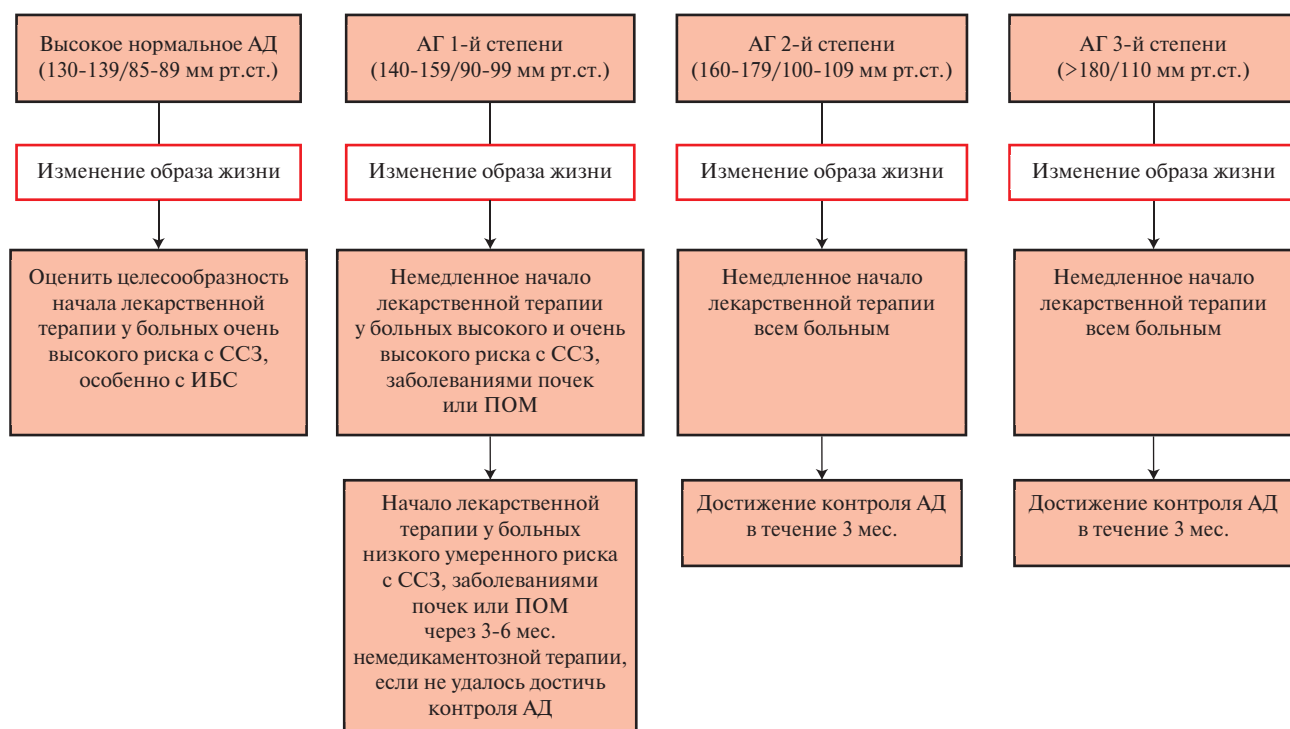 Высокое нормальное АД
(130-139/85-89 мм рт.ст.)
Изменение образа жизни
Оценить целесообразность
начала лекарственной
терапии у больных очень
высокого риска с ССЗ,
особенно с ИБС
АГ 1-й степени
(140-159/90-99 мм рт.ст.)
Изменение образа жизни
Немедленное начало
лекарственной терапии
у больных высокого и очень
высокого риска с ССЗ,
заболеваниями почек
или ПОМ
Начало лекарственной
терапии у больных
низкого умеренного риска
с ССЗ, заболеваниями
почек или ПОМ
через 3-6 мес.
немедикаментозной терапии,
если не удалось достичь
контроля АД
АГ 2-й степени
(160-179/100-109 мм рт.ст.)
Изменение образа жизни
Немедленное начало
лекарственной терапии
всем больным
Достижение контроля АД
в течение 3 мес.
АГ 3-й степени
(>180/110 мм рт.ст.)
Изменение образа жизни
Немедленное начало
лекарственной терапии
всем больным
Достижение контроля АД
в течение 3 мес.